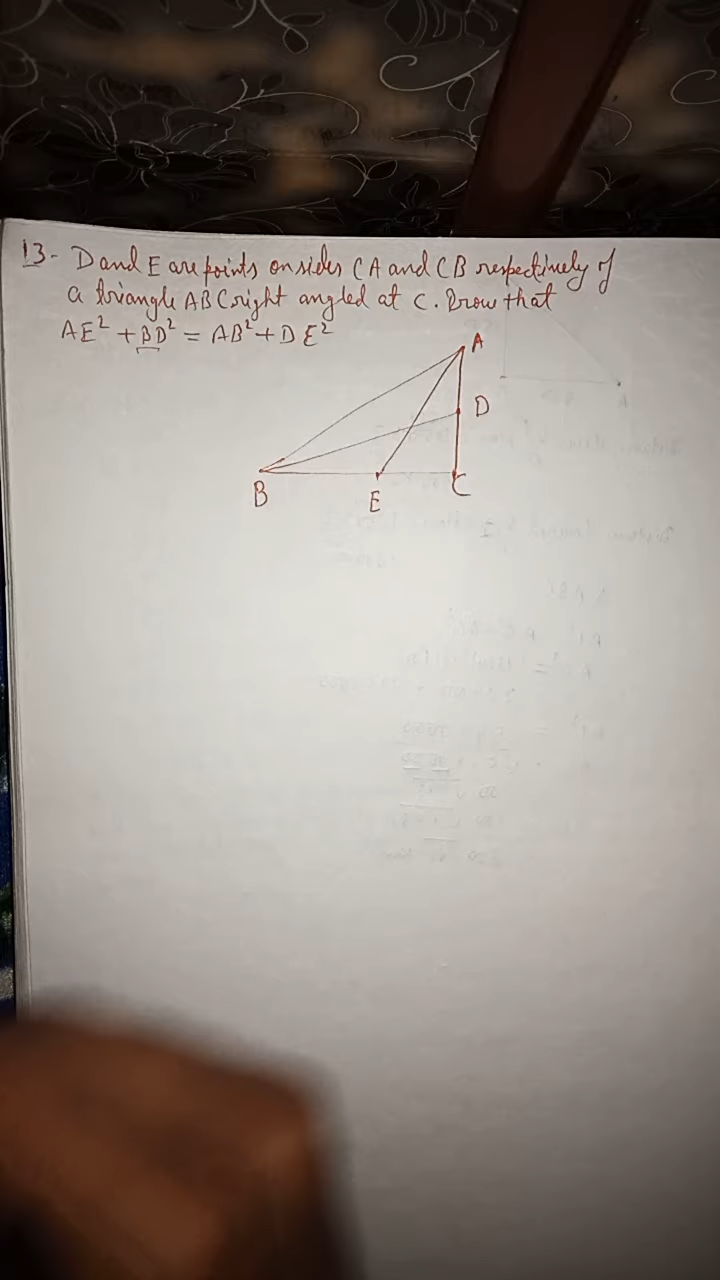 13- D and E are points on sides CA and CB respectively of
a triangle ABC right angled at C. Prove that
AE² + BD² = AB² + DE²
A
D
B
E
C